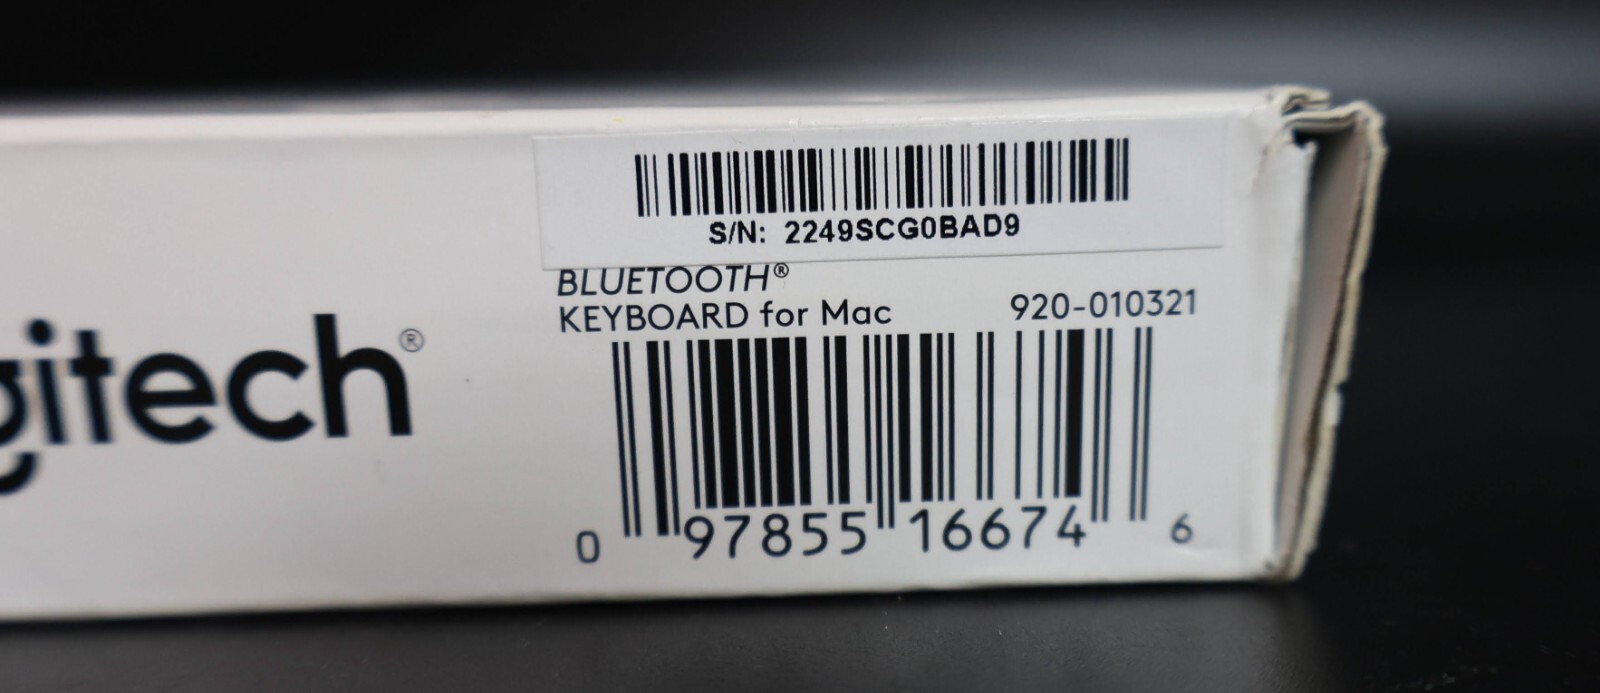 S/N: 2249SCG0BAD9
BLUETOOTH®
KEYBOARD for Mac
920-010321
gitech®
0 97855 16674 6